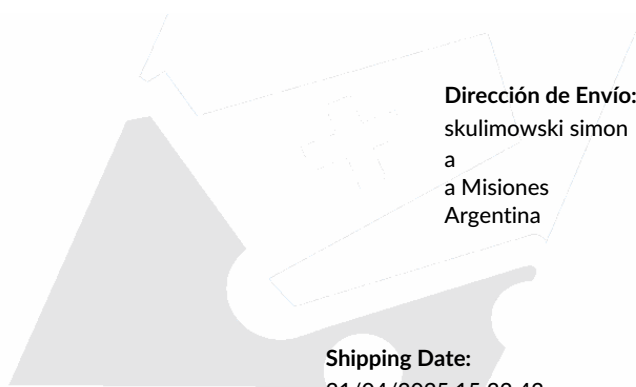 Dirección de Envío:
skulimowski simon
a
a Misiones
Argentina
Shipping Date: